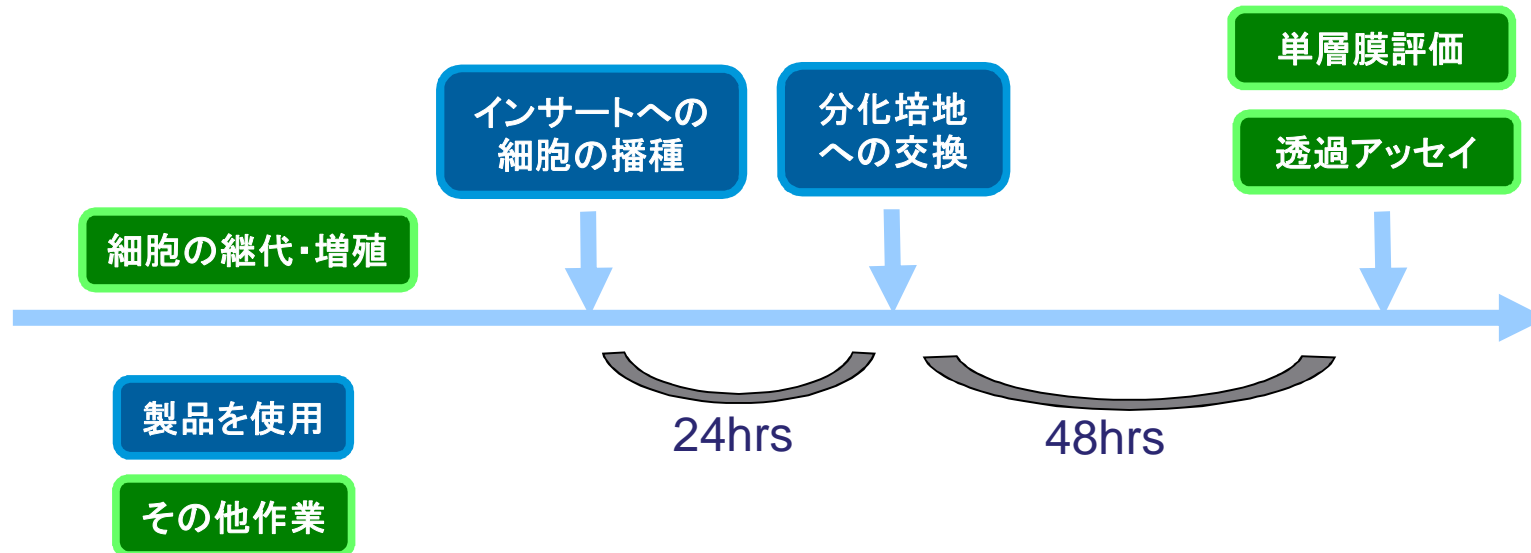 単層膜評価
インサートへの
細胞の播種
分化培地
への交換
透過アッセイ
細胞の継代・増殖
製品を使用
24hrs
48hrs
その他作業